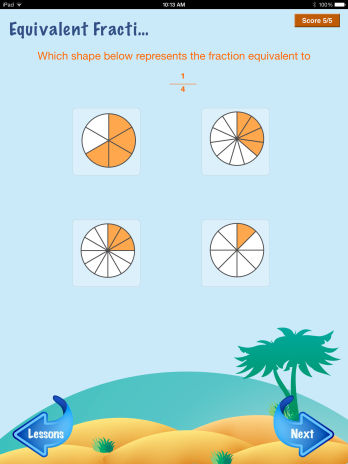 iPad 10:13 AM 100%
Equivalent Fracti...
Score 5/5
Which shape below represents the fraction equivalent to
1
4
Lessons
Next